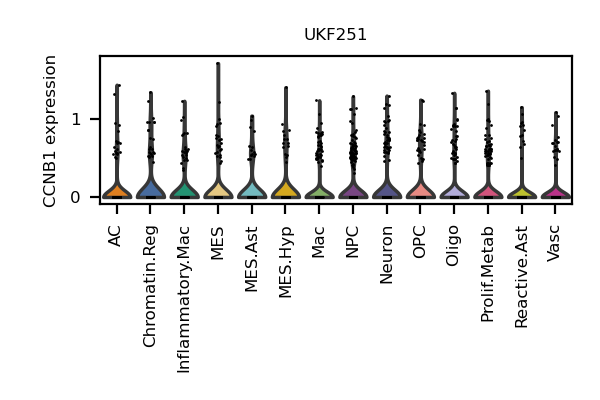 UKF251
CCNB1 expression
1
0
AC
Chromatin.Reg
Inflammatory.Mac
MES
MES.Ast
MES.Hyp
Mac
NPC
Neuron
OPC
Oligo
Prolif.Metab
Reactive.Ast
Vasc